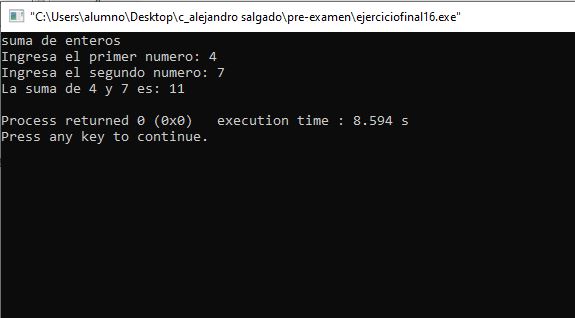 "C:\Users\alumno\Desktop\c_alejandro salgado\pre-examen\ejerciciofinal16.exe"
suma de enteros
Ingresa el primer numero: 4
Ingresa el segundo numero: 7
La suma de 4 y 7 es: 11
Process returned 0 (0x0)   execution time : 8.594 s
Press any key to continue.